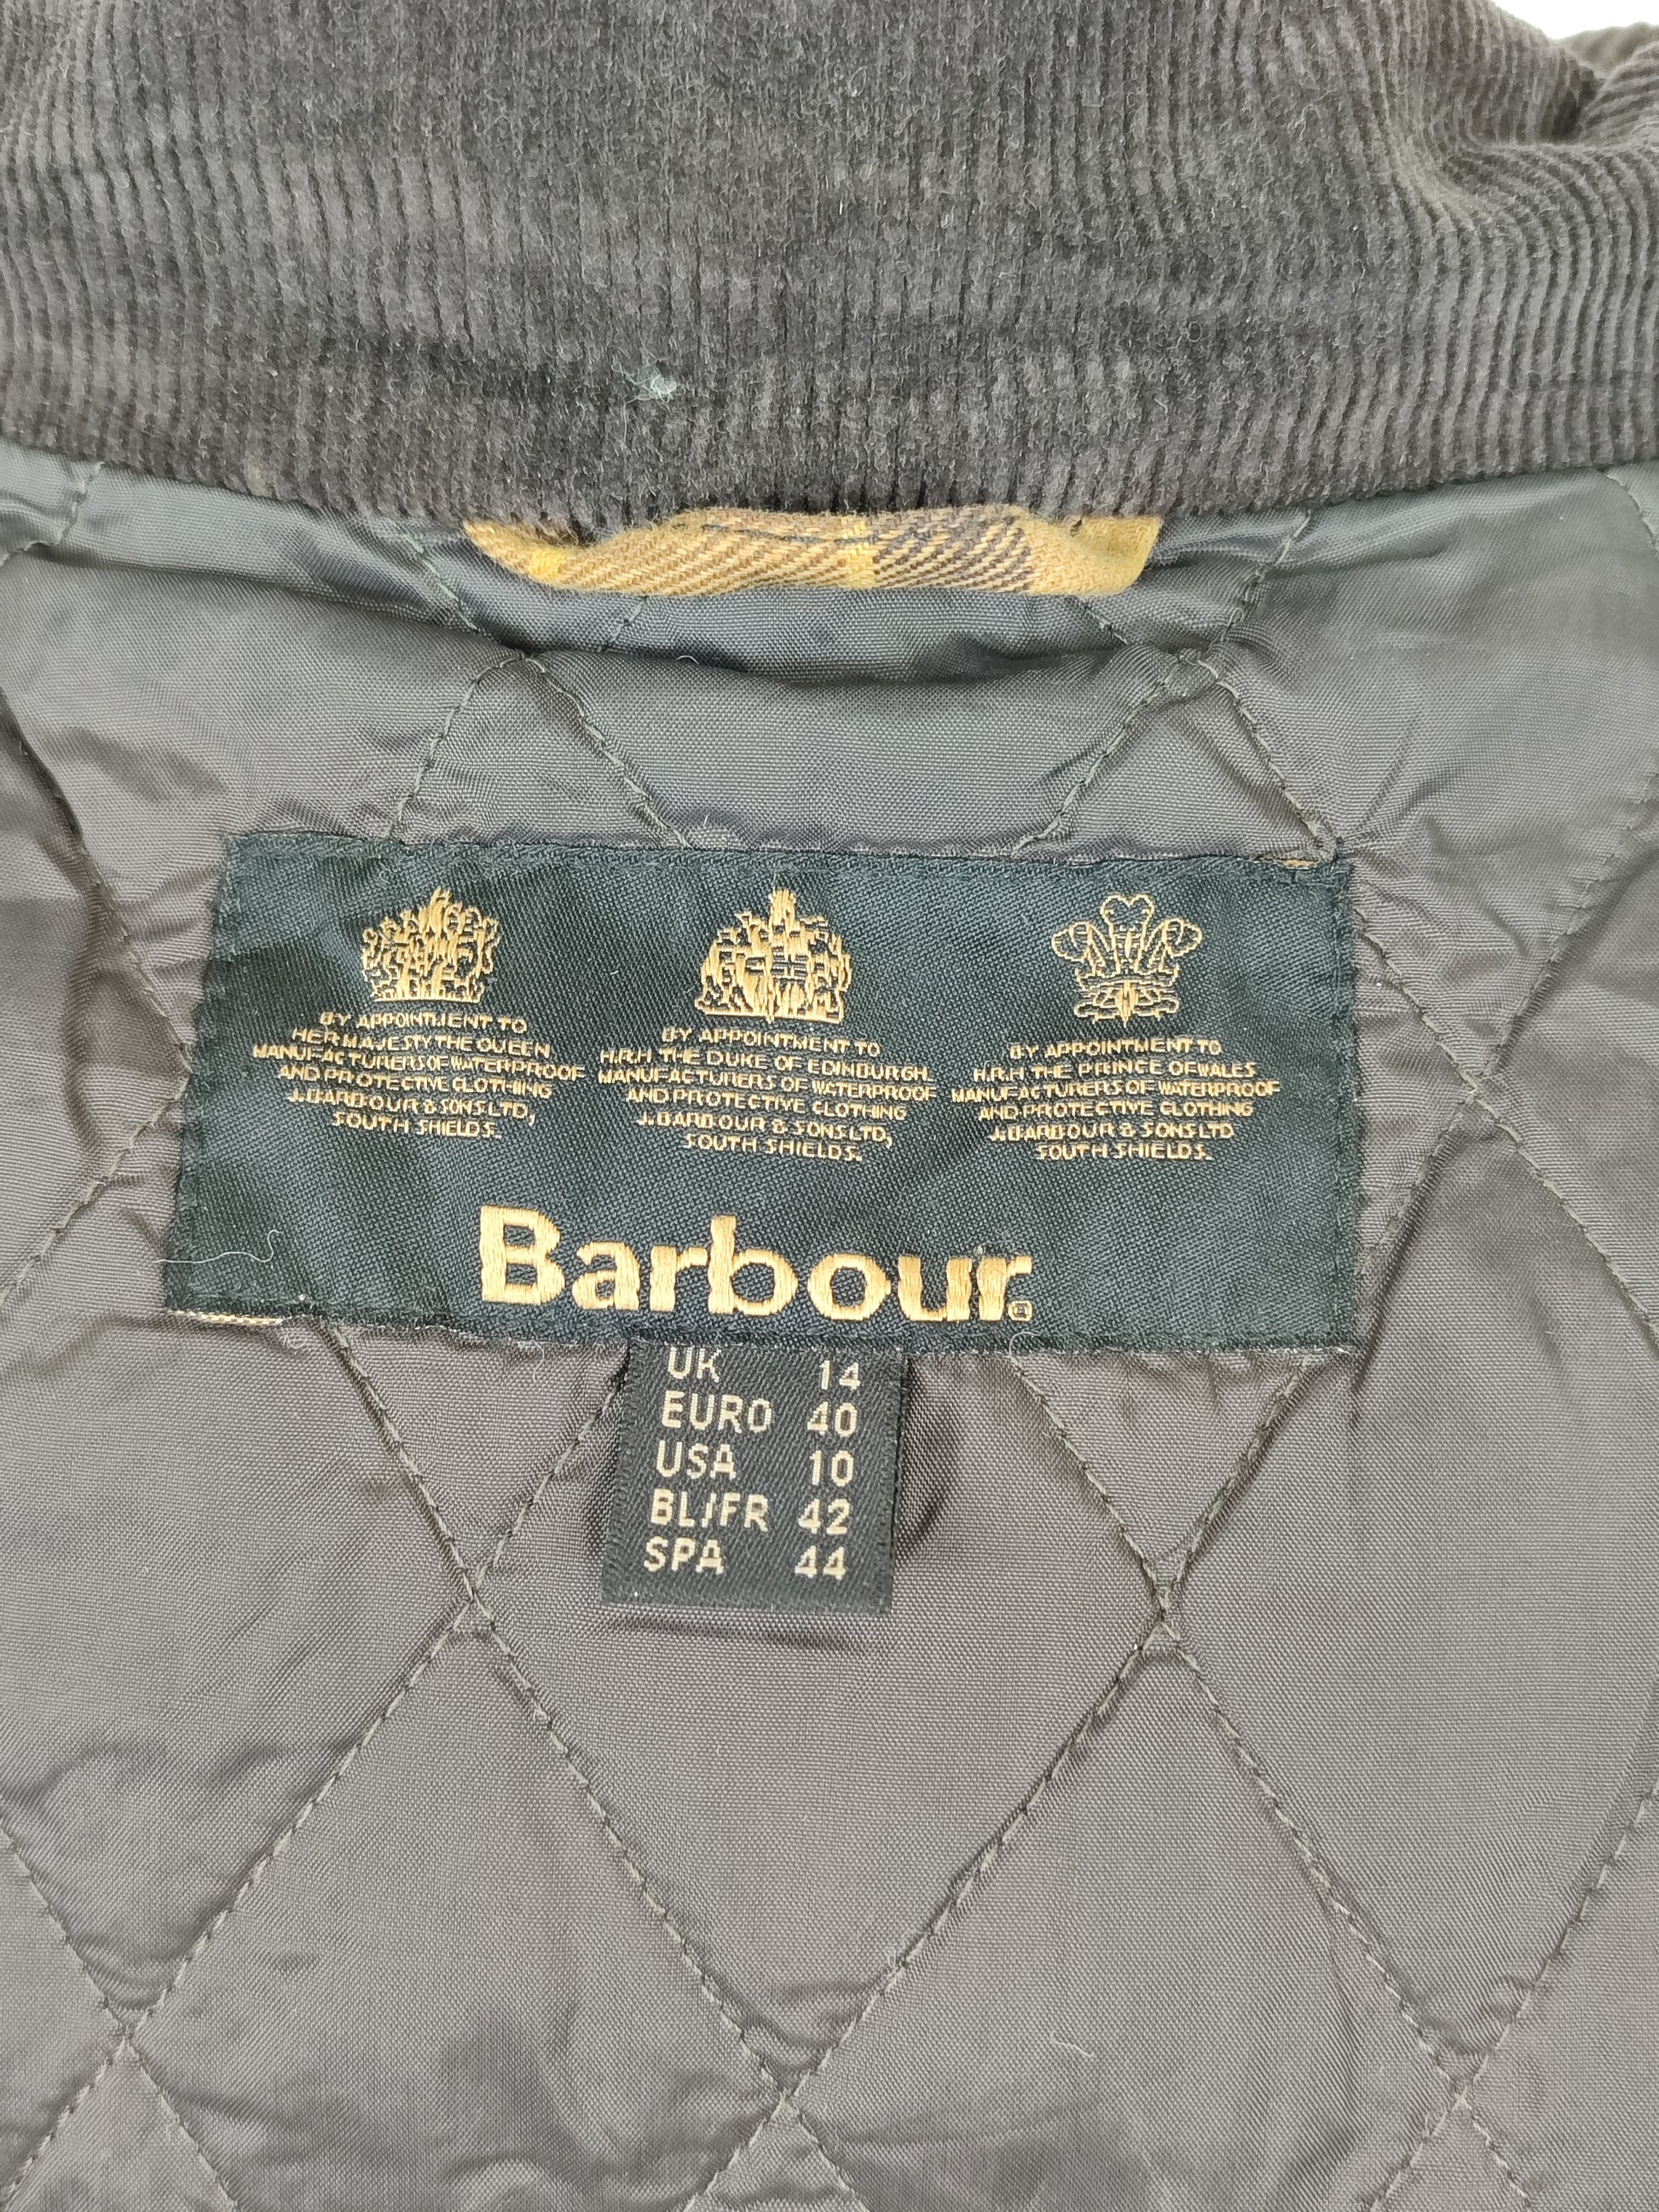 BY APPOINTMENT TO
HER MAJESTY THE QUEEN
MANUFACTURERS OF WATERPROOF
AND PROTECTIVE CLOTHING
J. BARBOUR & SONS LTD,
SOUTH SHIELDS.
BY APPOINTMENT TO
H.R.H THE DUKE OF EDINBURGH
MANUFACTURERS OF WATERPROOF
AND PROTECTIVE CLOTHING
J. BARBOUR & SONS LTD,
SOUTH SHIELDS.
BY APPOINTMENT TO
H.R.H THE PRINCE OF WALES
MANUFACTURERS OF WATERPROOF
AND PROTECTIVE CLOTHING
J. BARBOUR & SONS LTD
SOUTH SHIELDS.
Barbour®
UK 14
EURO 40
USA 10
BL/FR 42
SPA 44